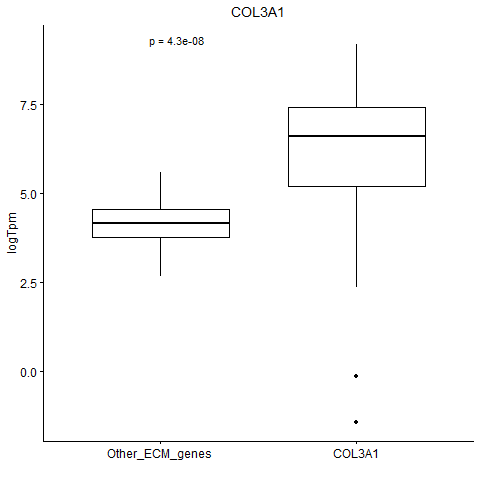 COL3A1
p = 4.3e-08
7.5
5.0
2.5
0.0
logTpm
Other_ECM_genes
COL3A1